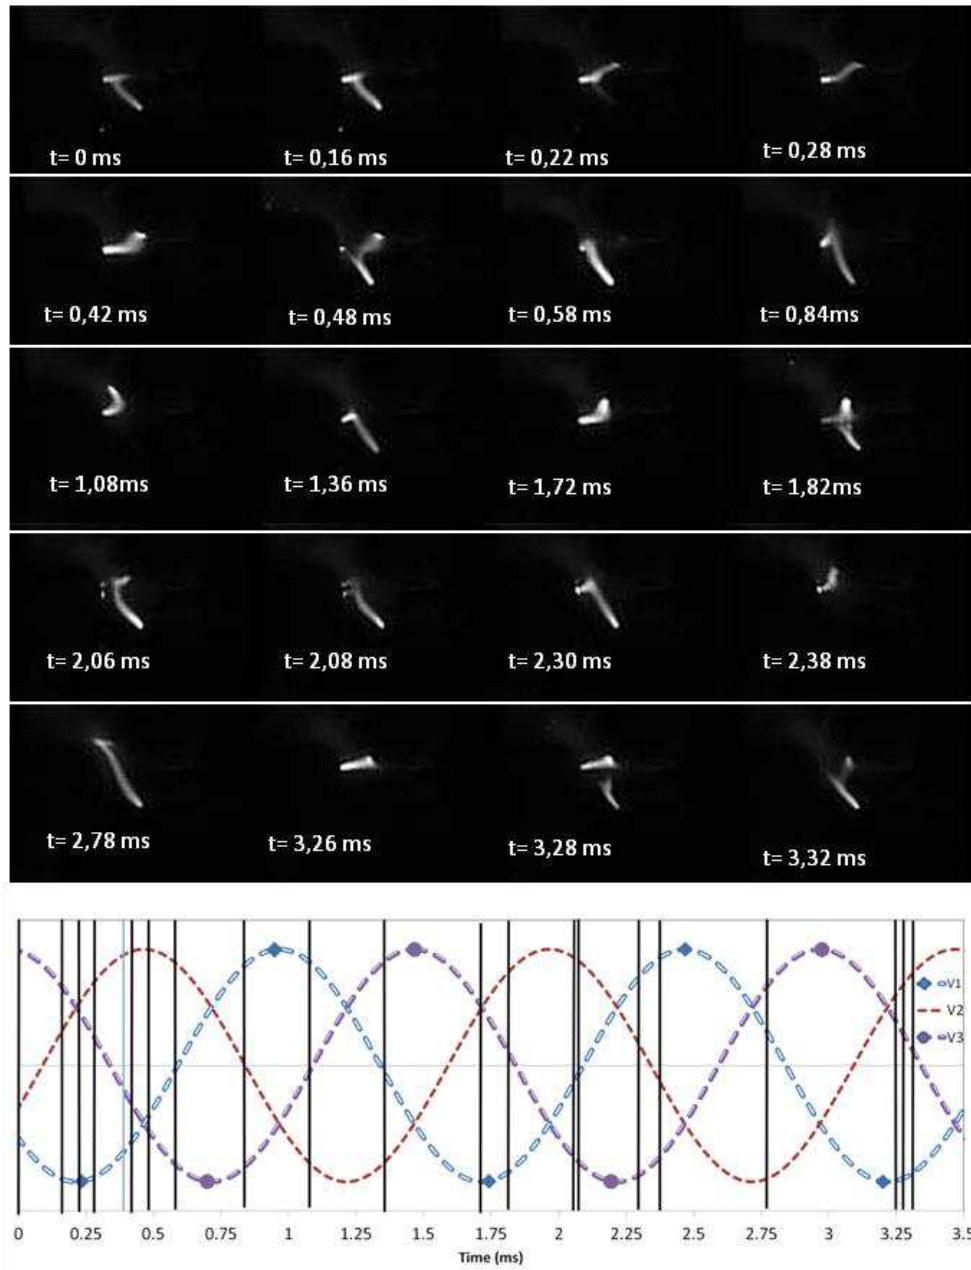 t= 0 ms t= 0,16 ms t= 0,22 ms t= 0,28 ms
t= 0,42 ms t= 0,48 ms t= 0,58 ms t= 0,84ms
t= 1,08ms t= 1,36 ms t= 1,72 ms t= 1,82ms
t= 2,06 ms t= 2,08 ms t= 2,30 ms t= 2,38 ms
t= 2,78 ms t= 3,26 ms t= 3,28 ms t= 3,32 ms
V1
V2
V3
0 0.25 0.5 0.75 1 1.25 1.5 1.75 2 2.25 2.5 2.75 3 3.25 3.5
Time (ms)